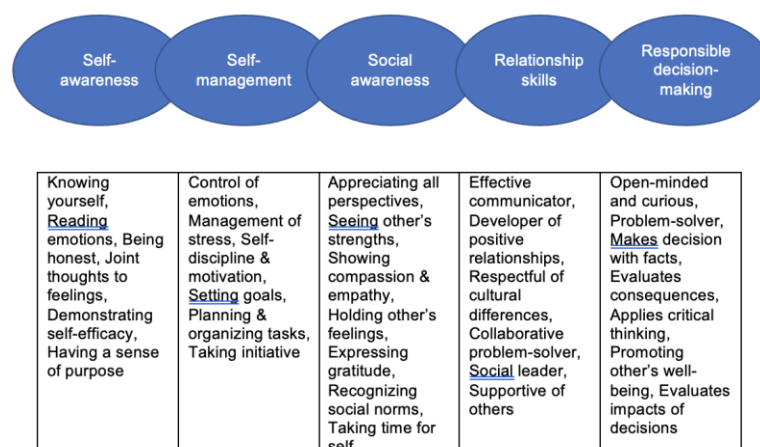 Self-
awareness
Self-
management
Social
awareness
Relationship
skills
Responsible
decision-
making
Knowing
yourself,
Reading
emotions, Being
honest, Joint
thoughts to
feelings,
Demonstrating
self-efficacy,
Having a sense
of purpose
Control of
emotions,
Management of
stress, Self-
discipline &
motivation,
Setting goals,
Planning &
organizing tasks,
Taking initiative
Appreciating all
perspectives,
Seeing other's
strengths,
Showing
compassion &
empathy,
Holding other's
feelings,
Expressing
gratitude,
Recognizing
social norms,
Taking time for
self
Effective
communicator,
Developer of
positive
relationships,
Respectful of
cultural
differences,
Collaborative
problem-solver,
Social leader,
Supportive of
others
Open-minded
and curious,
Problem-solver,
Makes decision
with facts,
Evaluates
consequences,
Applies critical
thinking,
Promoting
other's well-
being, Evaluates
impacts of
decisions